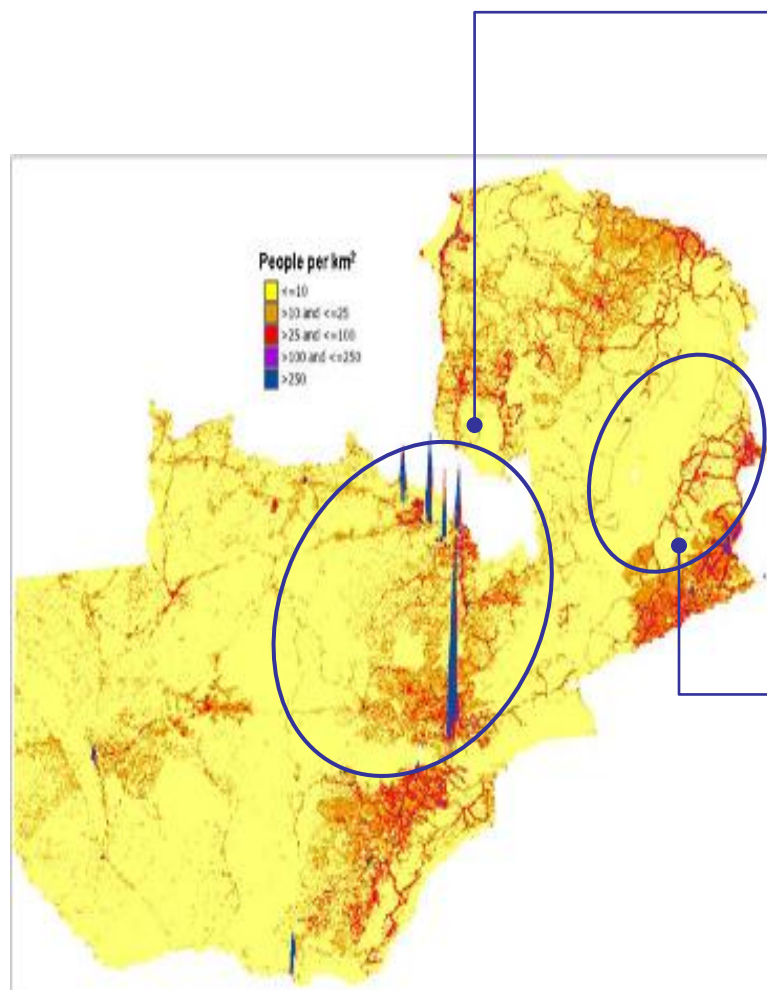 People per km²
<=10
>10 and <=25
>25 and <=100
>100 and <=250
>250